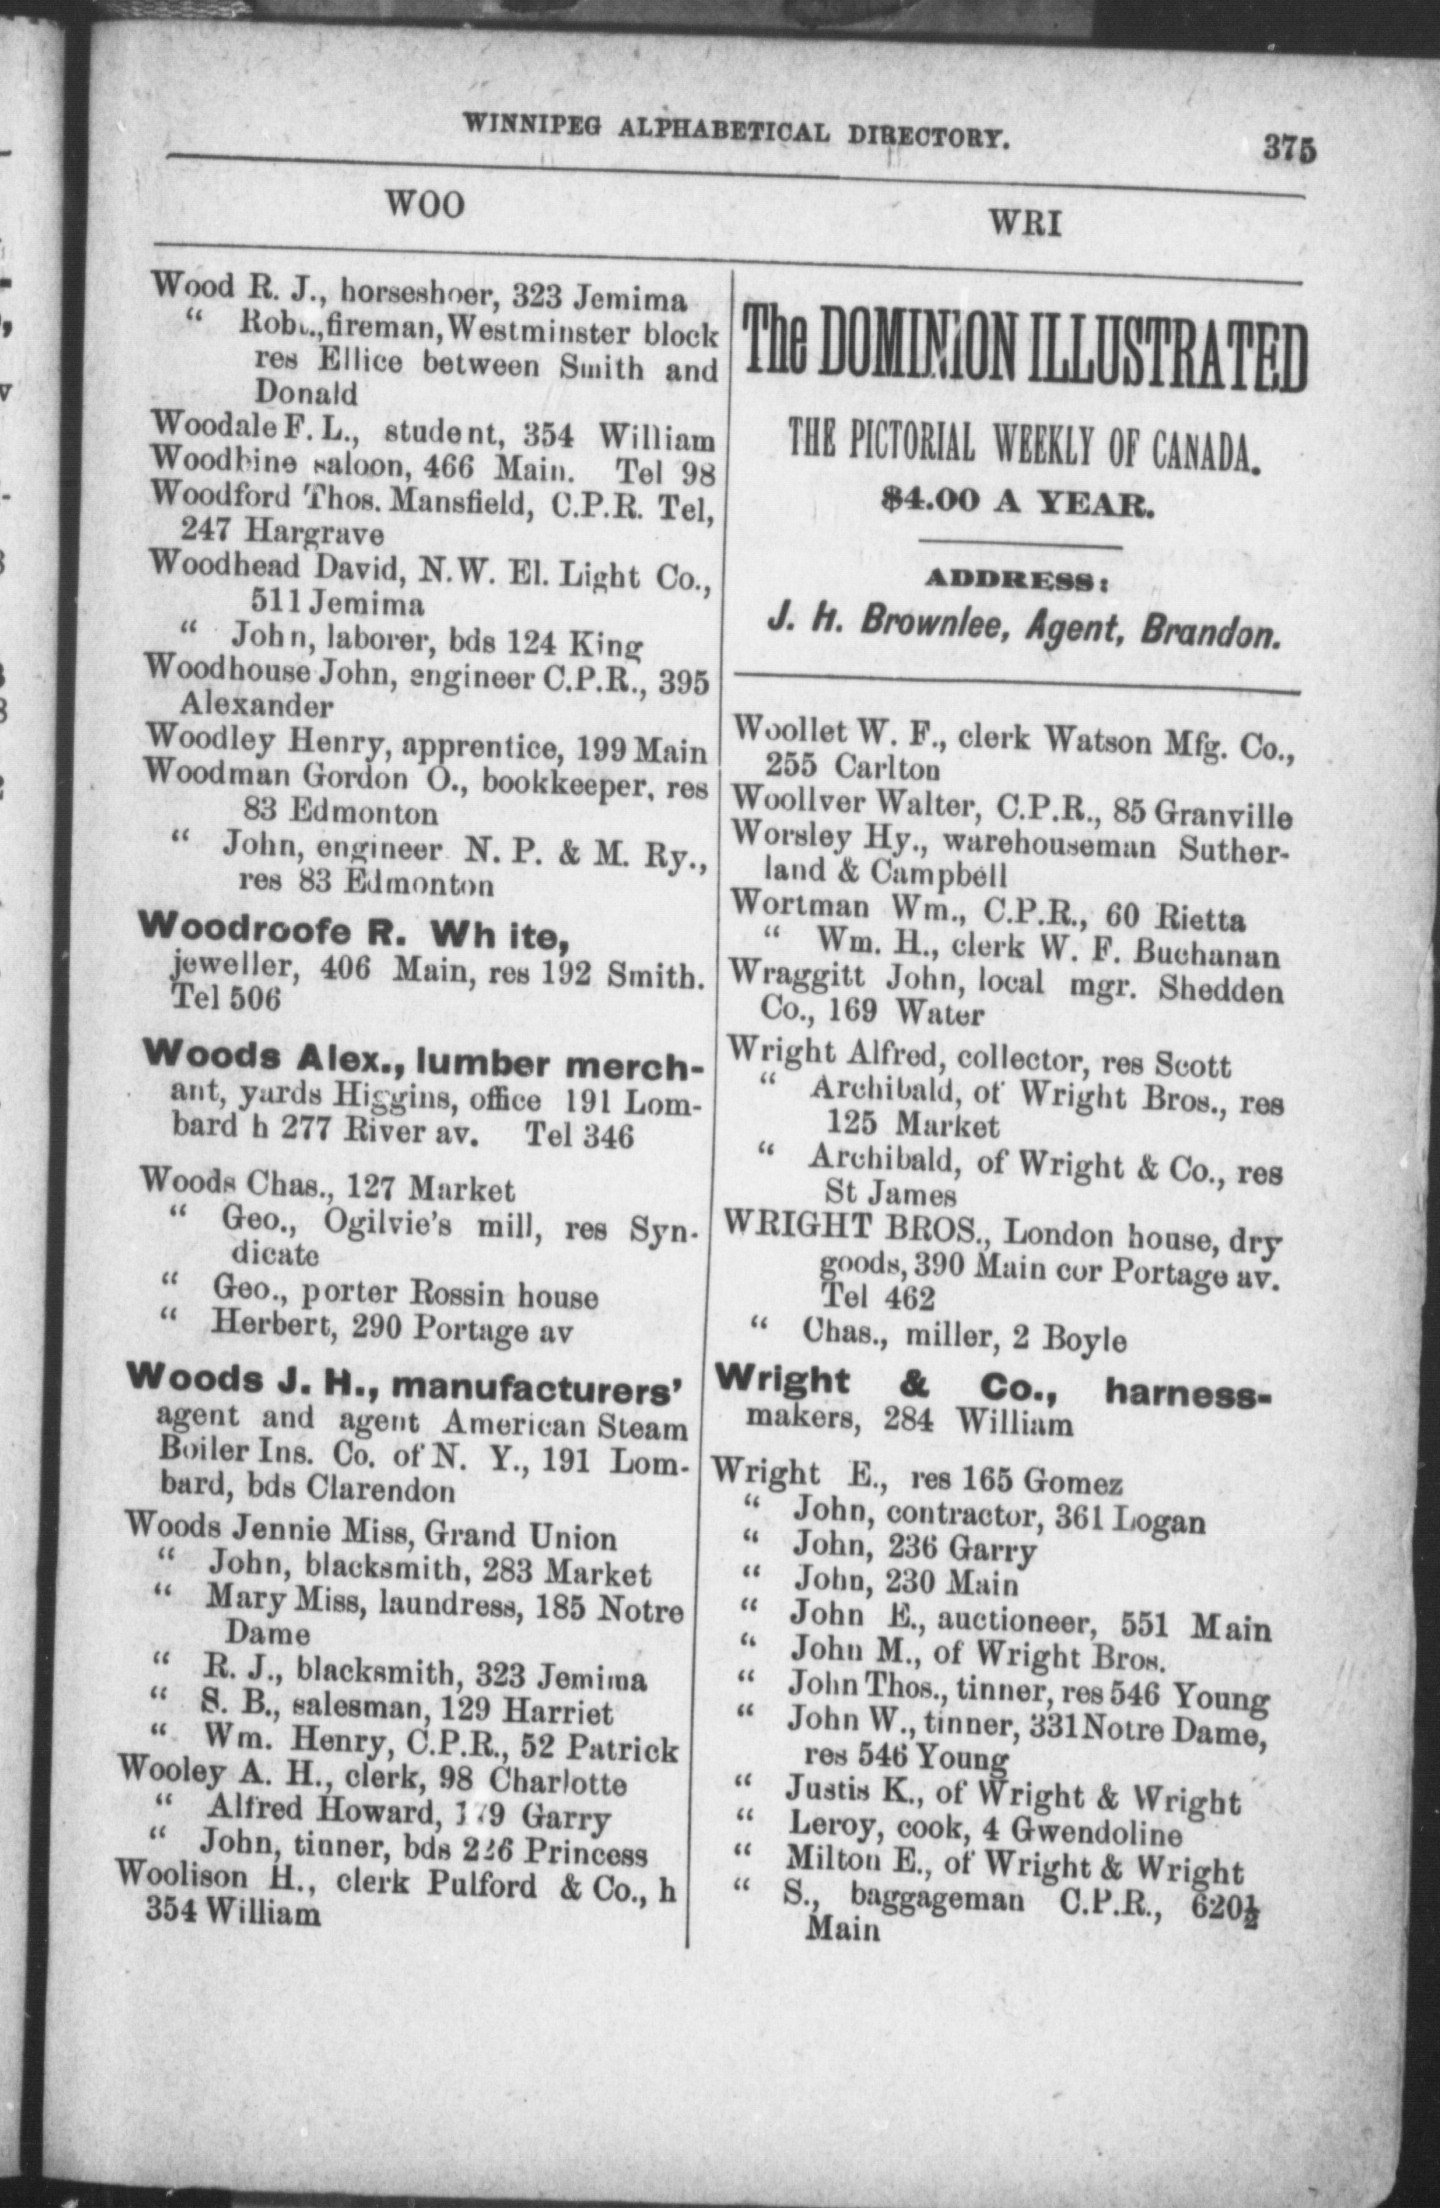 WINNIPEG ALPHABETICAL DIRECTORY.
375
WOO
WRI
Wood R. J., horseshoer, 323 Jemima
“ Robt., fireman, Westminster block
res Ellice between Smith and
Donald
Woodale F. L., student, 354 William
Woodbine saloon, 466 Main. Tel 98
Woodford Thos. Mansfield, C.P.R. Tel,
247 Hargrave
Woodhead David, N.W. El. Light Co.,
511 Jemima
“ John, laborer, bds 124 King
Woodhouse John, engineer C.P.R., 395
Alexander
Woodley Henry, apprentice, 199 Main
Woodman Gordon O., bookkeeper, res
83 Edmonton
“ John, engineer N. P. & M. Ry.,
res 83 Edmonton
Woodroofe R. Wh ite,
jeweller, 406 Main, res 192 Smith.
Tel 506
Woods Alex., lumber merch-
ant, yards Higgins, office 191 Lom-
bard h 277 River av. Tel 346
Woods Chas., 127 Market
“ Geo., Ogilvie's mill, res Syn-
dicate
“ Geo., porter Rossin house
“ Herbert, 290 Portage av
Woods J. H., manufacturers'
agent and agent American Steam
Boiler Ins. Co. of N. Y., 191 Lom-
bard, bds Clarendon
Woods Jennie Miss, Grand Union
“ John, blacksmith, 283 Market
“ Mary Miss, laundress, 185 Notre
Dame
“ R. J., blacksmith, 323 Jemima
“ S. B., salesman, 129 Harriet
“ Wm. Henry, C.P.R., 52 Patrick
Wooley A. H., clerk, 98 Charlotte
“ Alfred Howard, 179 Garry
“ John, tinner, bds 226 Princess
Woolison H., clerk Pulford & Co., h
354 William
The DOMINION ILLUSTRATED
THE PICTORIAL WEEKLY OF CANADA.
$4.00 A YEAR.
ADDRESS:
J. H. Brownlee, Agent, Brandon.
Woollet W. F., clerk Watson Mfg. Co.,
255 Carlton
Woollver Walter, C.P.R., 85 Granville
Worsley Hy., warehouseman Suther-
land & Campbell
Wortman Wm., C.P.R., 60 Rietta
“ Wm. H., clerk W. F. Buchanan
Wraggitt John, local mgr. Shedden
Co., 169 Water
Wright Alfred, collector, res Scott
“ Archibald, of Wright Bros., res
125 Market
“ Archibald, of Wright & Co., res
St James
WRIGHT BROS., London house, dry
goods, 390 Main cor Portage av.
Tel 462
“ Chas., miller, 2 Boyle
Wright & Co., harness-
makers, 284 William
Wright E., res 165 Gomez
“ John, contractor, 361 Logan
“ John, 236 Garry
“ John, 230 Main
“ John E., auctioneer, 551 Main
“ John M., of Wright Bros.
“ John Thos., tinner, res 546 Young
“ John W., tinner, 331 Notre Dame,
res 546 Young
“ Justis K., of Wright & Wright
“ Leroy, cook, 4 Gwendoline
“ Milton E., of Wright & Wright
“ S., baggageman C.P.R., 620½
Main